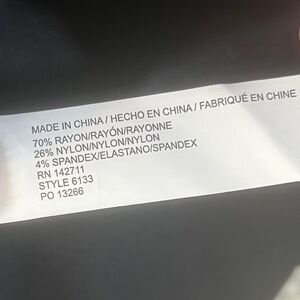 MADE IN CHINA / HECHO EN CHINA / FABRIQUÉ EN CHINE
70% RAYON/RAYÓN/RAYONNE
26% NYLON/NYLON/NYLON
4% SPANDEX/ELASTANO/SPANDEX
RN 142711
STYLE 6133
PO 13266